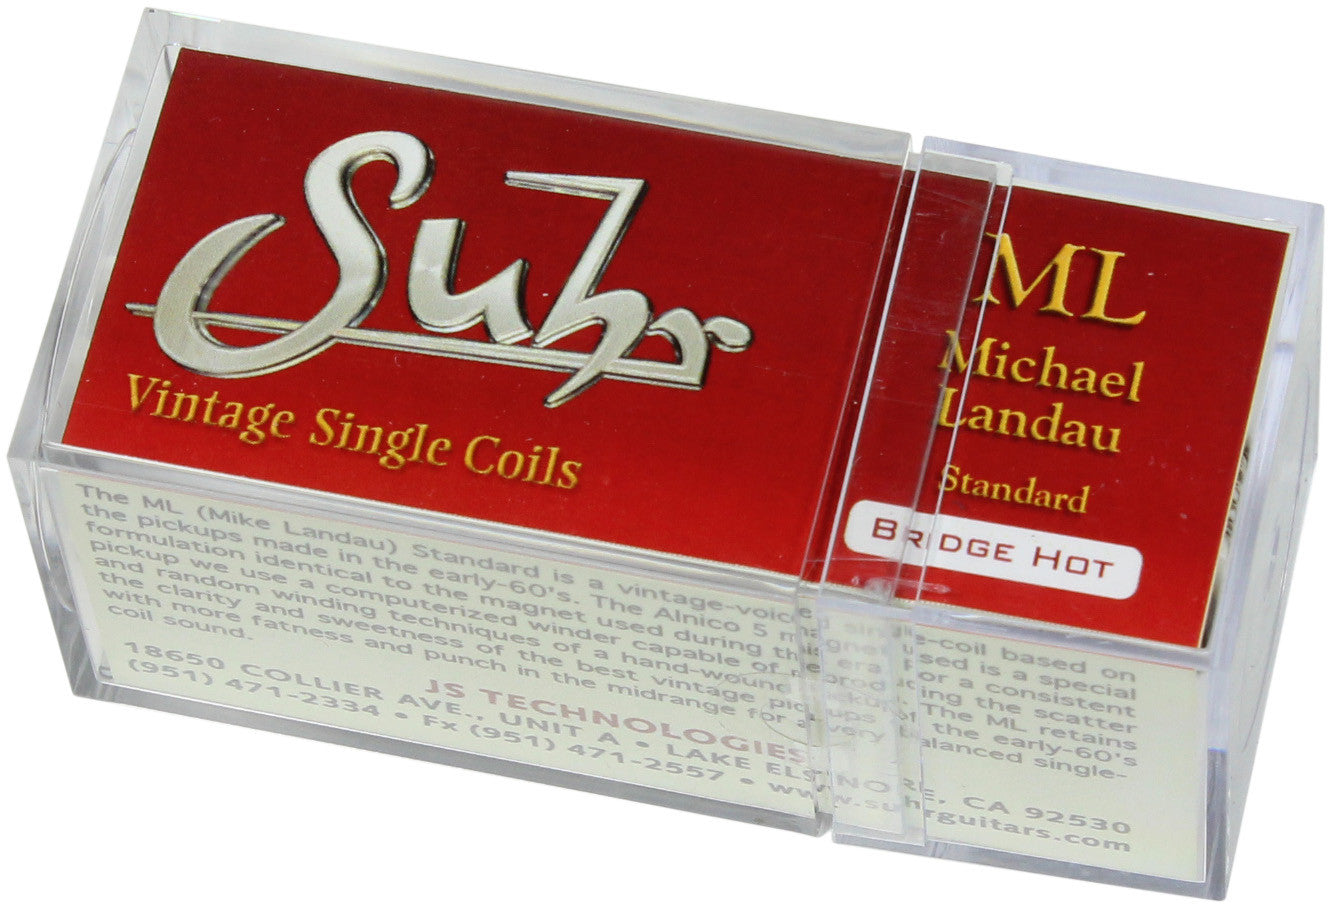 Suhr
Vintage Single Coils
ML
Michael
Landau
Standard
BRIDGE HOT
The ML (Mike Landau) Standard is a vintage-voiced single-coil based on
the pickups made in the early-60's. The Alnico 5 magnet used is a special
formulation identical to the magnet used during this era. For a consistent
pickup we use a computerized winder capable of reproducing the scatter
and random winding techniques of a hand-wound pickup. The ML retains
the clarity and sweetness of the best vintage pickups of the early-60's
with more fatness and punch in the midrange for a very balanced single-
coil sound.
JS TECHNOLOGIES
18650 COLLIER AVE., UNIT A • LAKE ELSINORE, CA 92530
(951) 471-2334 • Fx (951) 471-2557 • www.suhrguitars.com